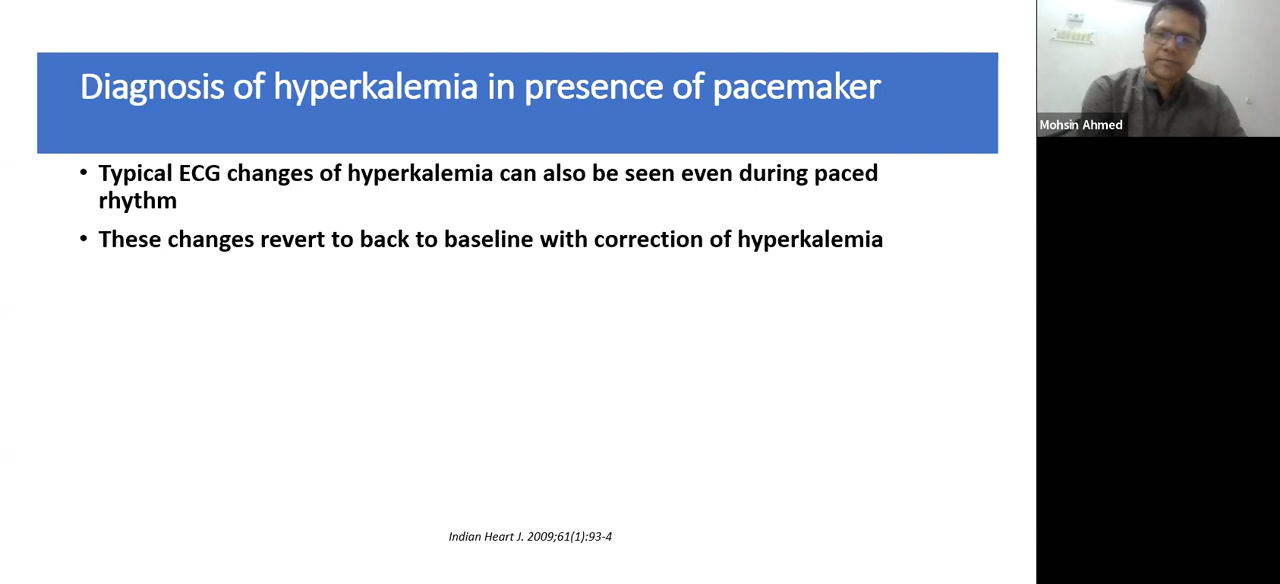 Diagnosis of hyperkalemia in presence of pacemaker
• Typical ECG changes of hyperkalemia can also be seen even during paced
rhythm
• These changes revert to back to baseline with correction of hyperkalemia
Indian Heart J. 2009;61(1):93-4
Mohsin Ahmed